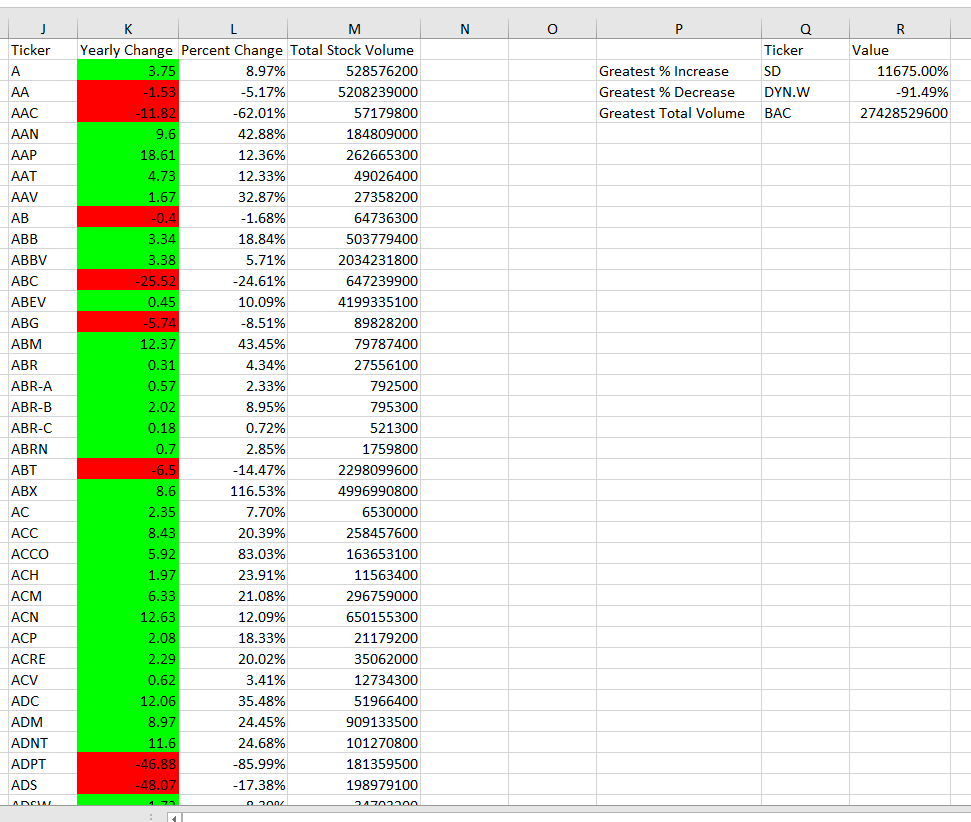 J K L M N O P Q R
Ticker Yearly Change Percent Change Total Stock Volume Ticker Value
A 3.75 8.97% 528576200 Greatest % Increase SD 11675.00%
AA -1.53 -5.17% 5208239000 Greatest % Decrease DYN.W -91.49%
AAC -11.82 -62.01% 57179800 Greatest Total Volume BAC 27428529600
AAN 9.6 42.88% 184809000
AAP 18.61 12.36% 262665300
AAT 4.73 12.33% 49026400
AAV 1.67 32.87% 27358200
AB -0.4 -1.68% 64736300
ABB 3.34 18.84% 503779400
ABBV 3.38 5.71% 2034231800
ABC -25.52 -24.61% 647239900
ABEV 0.45 10.09% 4199335100
ABG -5.74 -8.51% 89828200
ABM 12.37 43.45% 79787400
ABR 0.31 4.34% 27556100
ABR-A 0.57 2.33% 792500
ABR-B 2.02 8.95% 795300
ABR-C 0.18 0.72% 521300
ABRN 0.7 2.85% 1759800
ABT -6.5 -14.47% 2298099600
ABX 8.6 116.53% 4996990800
AC 2.35 7.70% 6530000
ACC 8.43 20.39% 258457600
ACCO 5.92 83.03% 163653100
ACH 1.97 23.91% 11563400
ACM 6.33 21.08% 296759000
ACN 12.63 12.09% 650155300
ACP 2.08 18.33% 21179200
ACRE 2.29 20.02% 35062000
ACV 0.62 3.41% 12734300
ADC 12.06 35.48% 51966400
ADM 8.97 24.45% 909133500
ADNT 11.6 24.68% 101270800
ADPT -46.88 -85.99% 181359500
ADS -48.07 -17.38% 198979100
ADSW